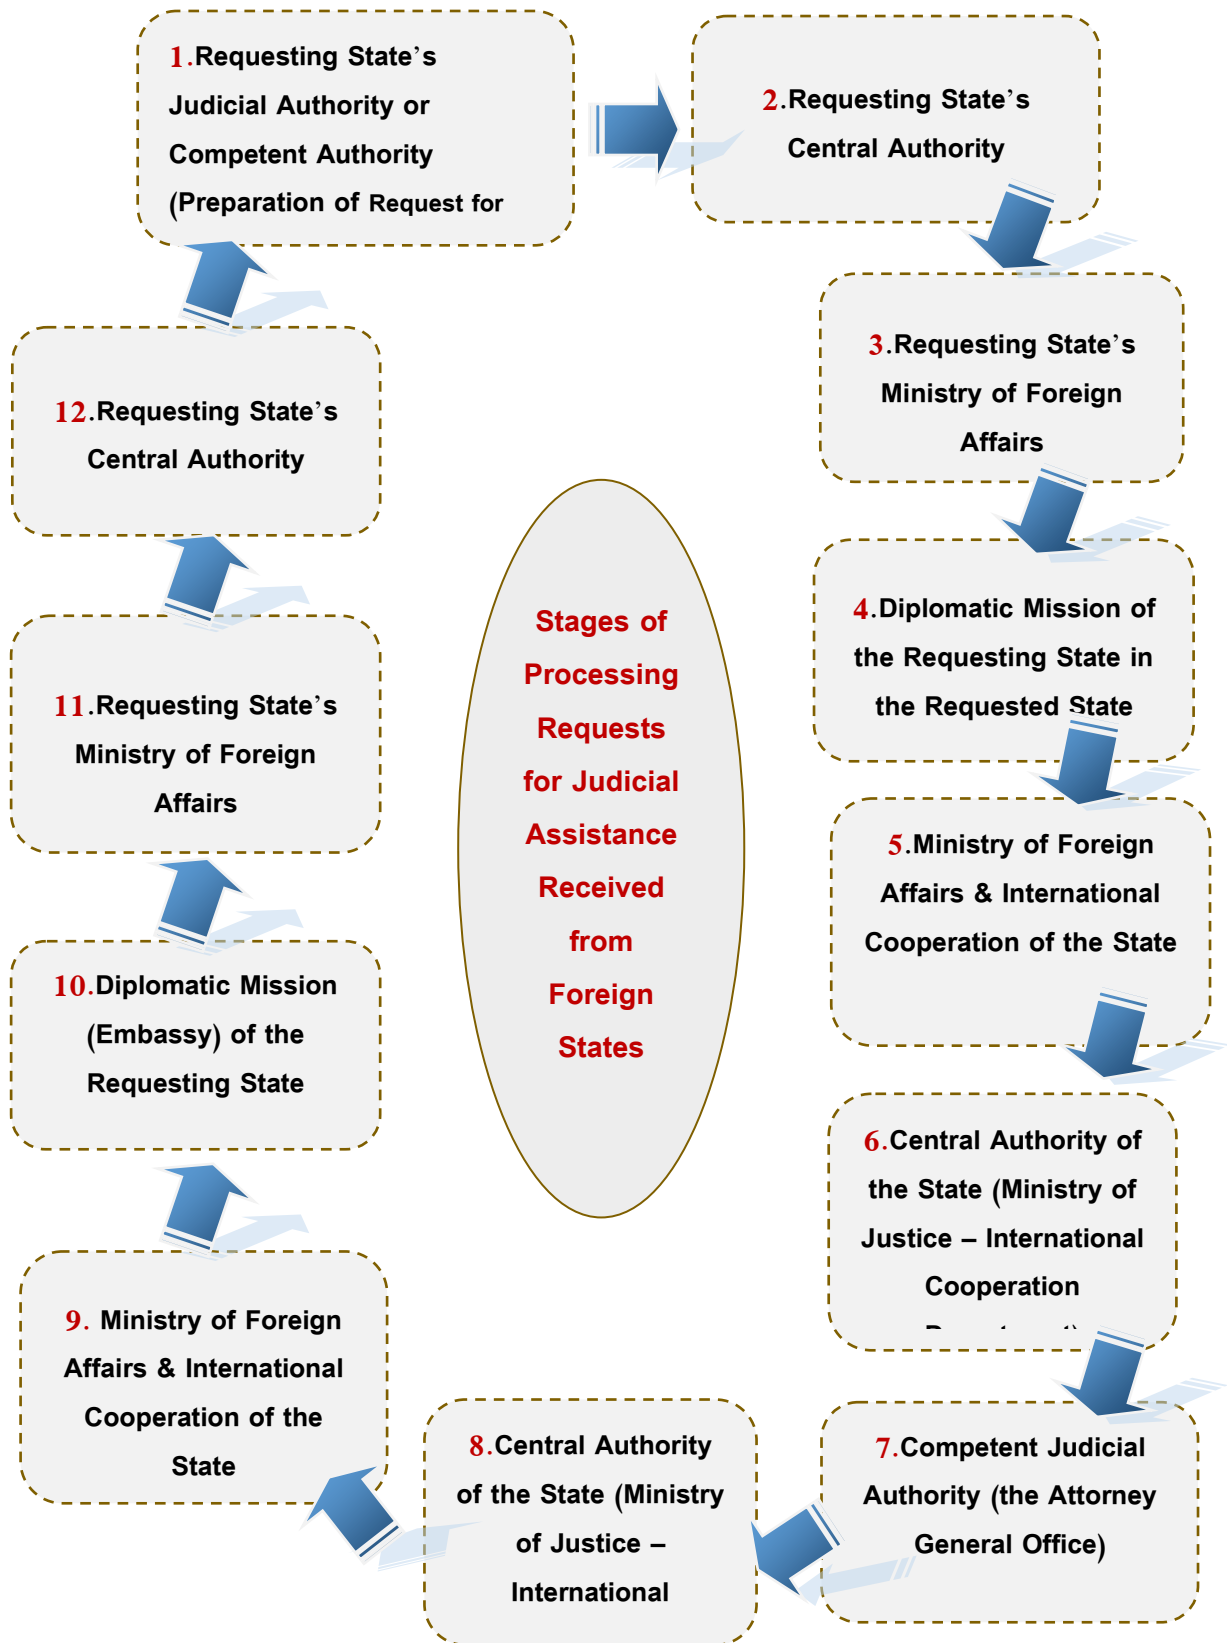 1.Requesting State's
Judicial Authority or
Competent Authority
(Preparation of Request for
2.Requesting State's
Central Authority
3.Requesting State's
Ministry of Foreign
Affairs
4.Diplomatic Mission of
the Requesting State in
the Requested State
5.Ministry of Foreign
Affairs & International
Cooperation of the State
6.Central Authority of
the State (Ministry of
Justice – International
Cooperation
7.Competent Judicial
Authority (the Attorney
General Office)
8.Central Authority
of the State (Ministry
of Justice –
International
9. Ministry of Foreign
Affairs & International
Cooperation of the
State
10.Diplomatic Mission
(Embassy) of the
Requesting State
11.Requesting State's
Ministry of Foreign
Affairs
12.Requesting State's
Central Authority
Stages of
Processing
Requests
for Judicial
Assistance
Received
from
Foreign
States